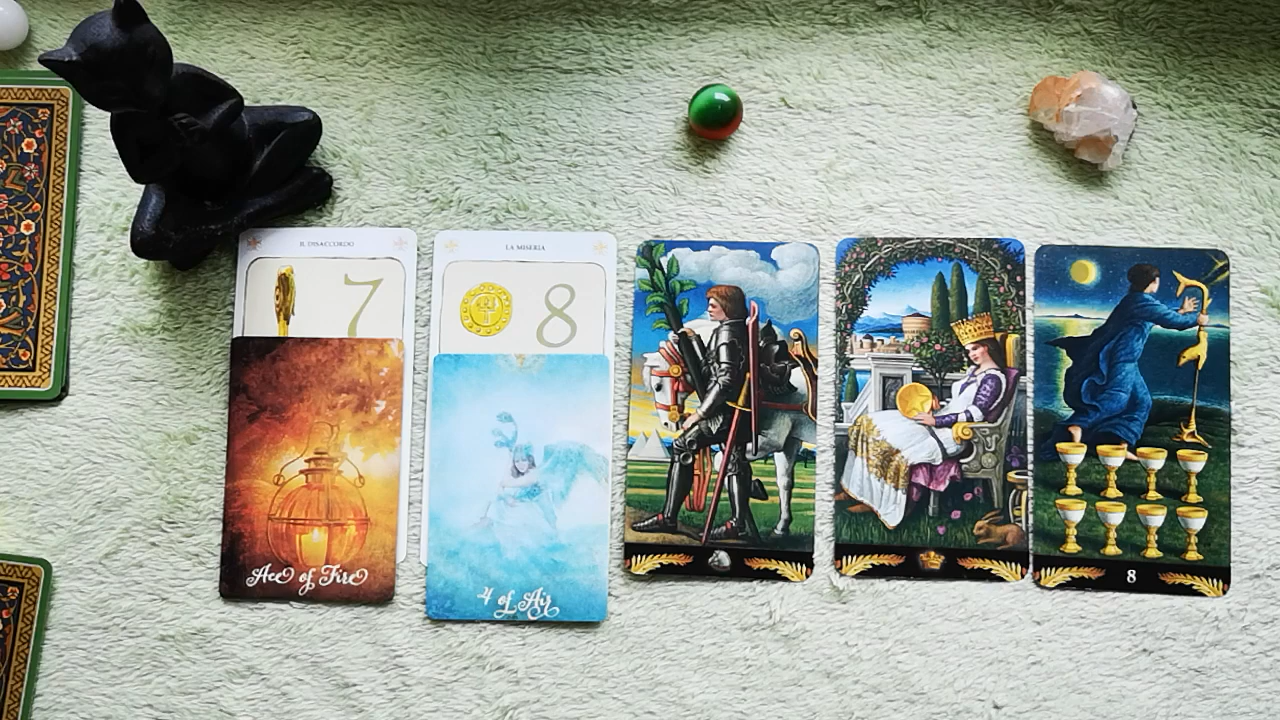 IL DISACCORDO
7
LA MISERIA
8
Ace of Fire
4 of Air
8